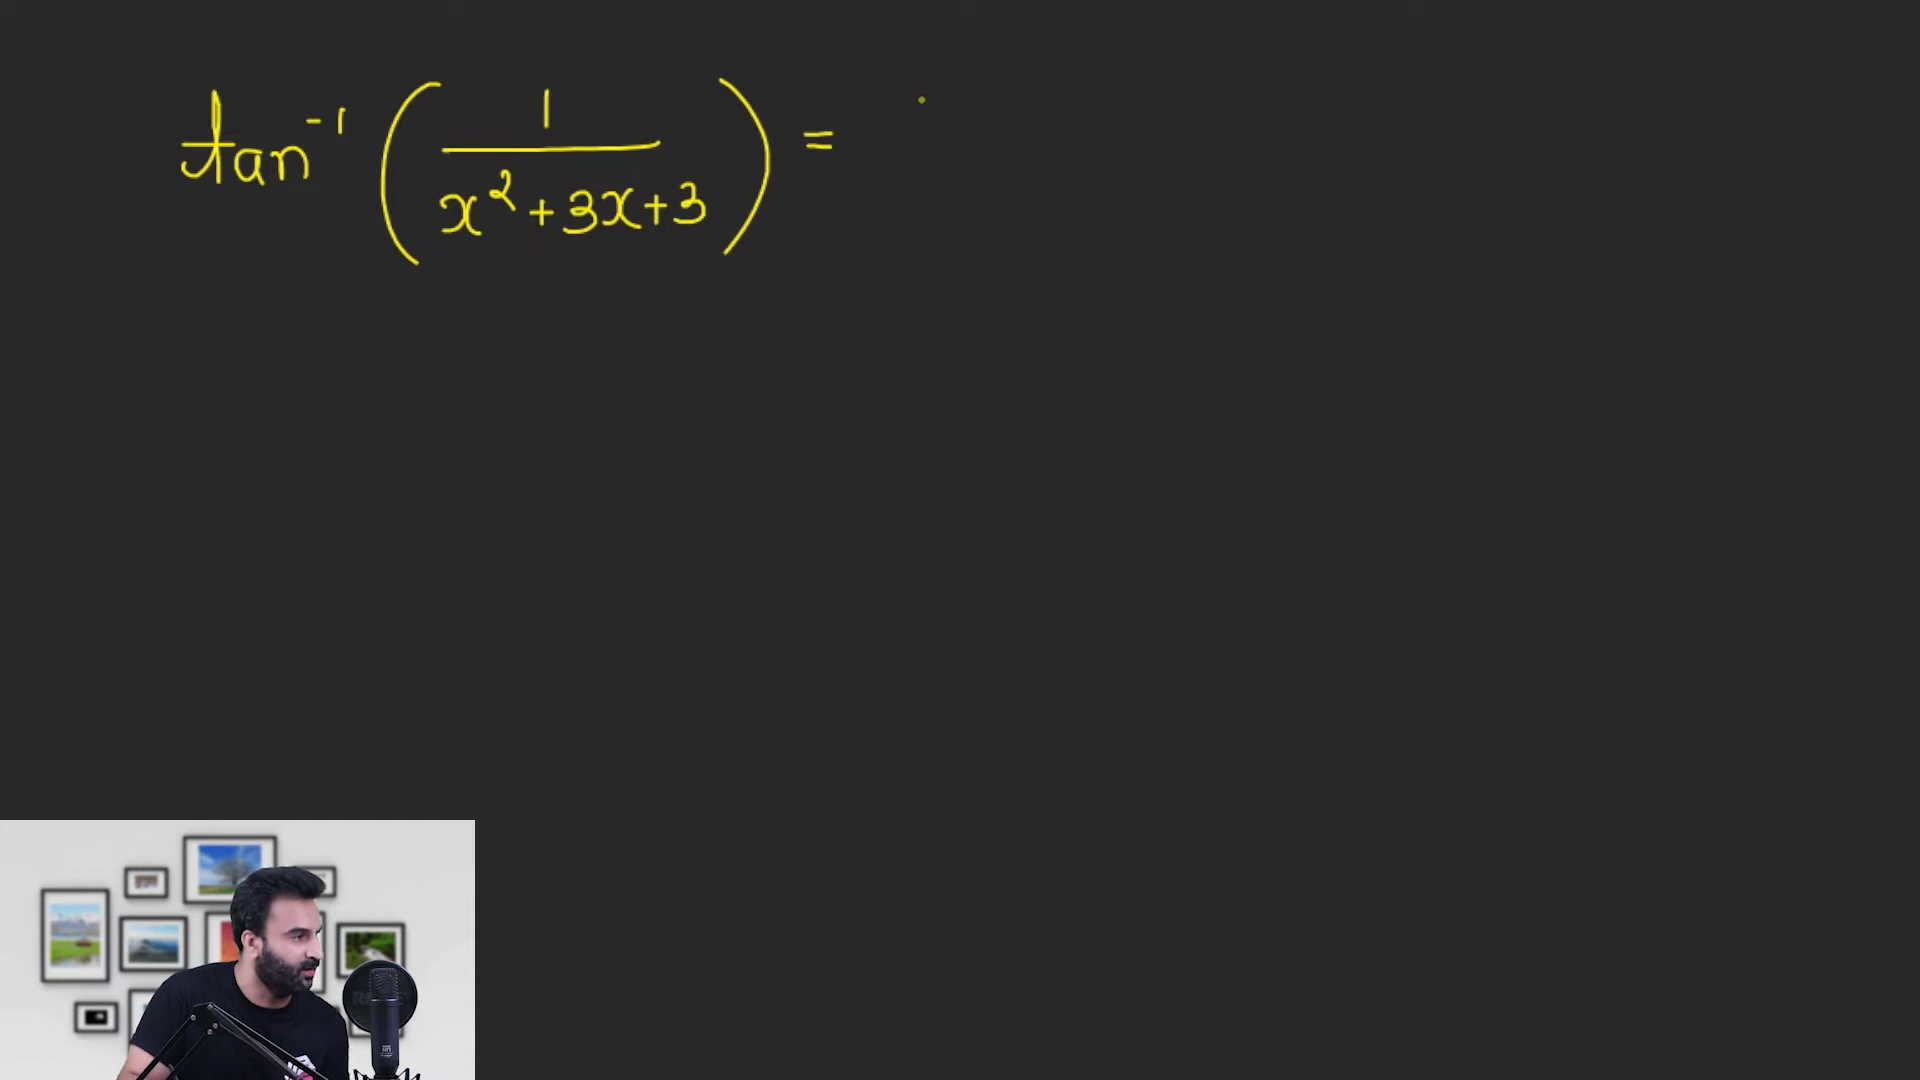 tan⁻¹ (1 / (x² + 3x + 3)) =